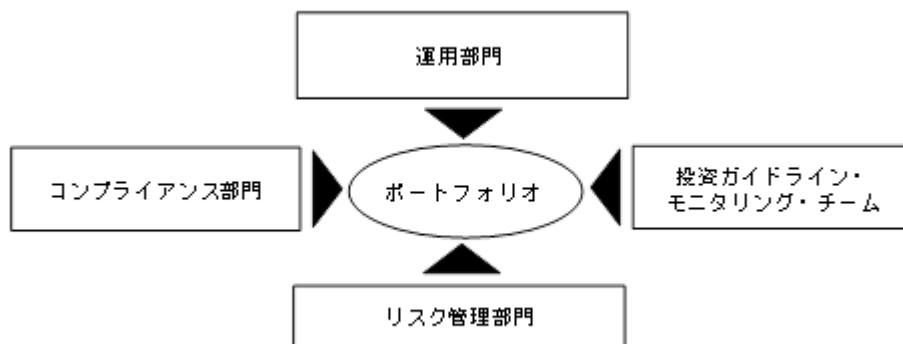 運用部門
コンプライアンス部門
ポートフォリオ
投資ガイドライン・
モニタリング・チーム
リスク管理部門